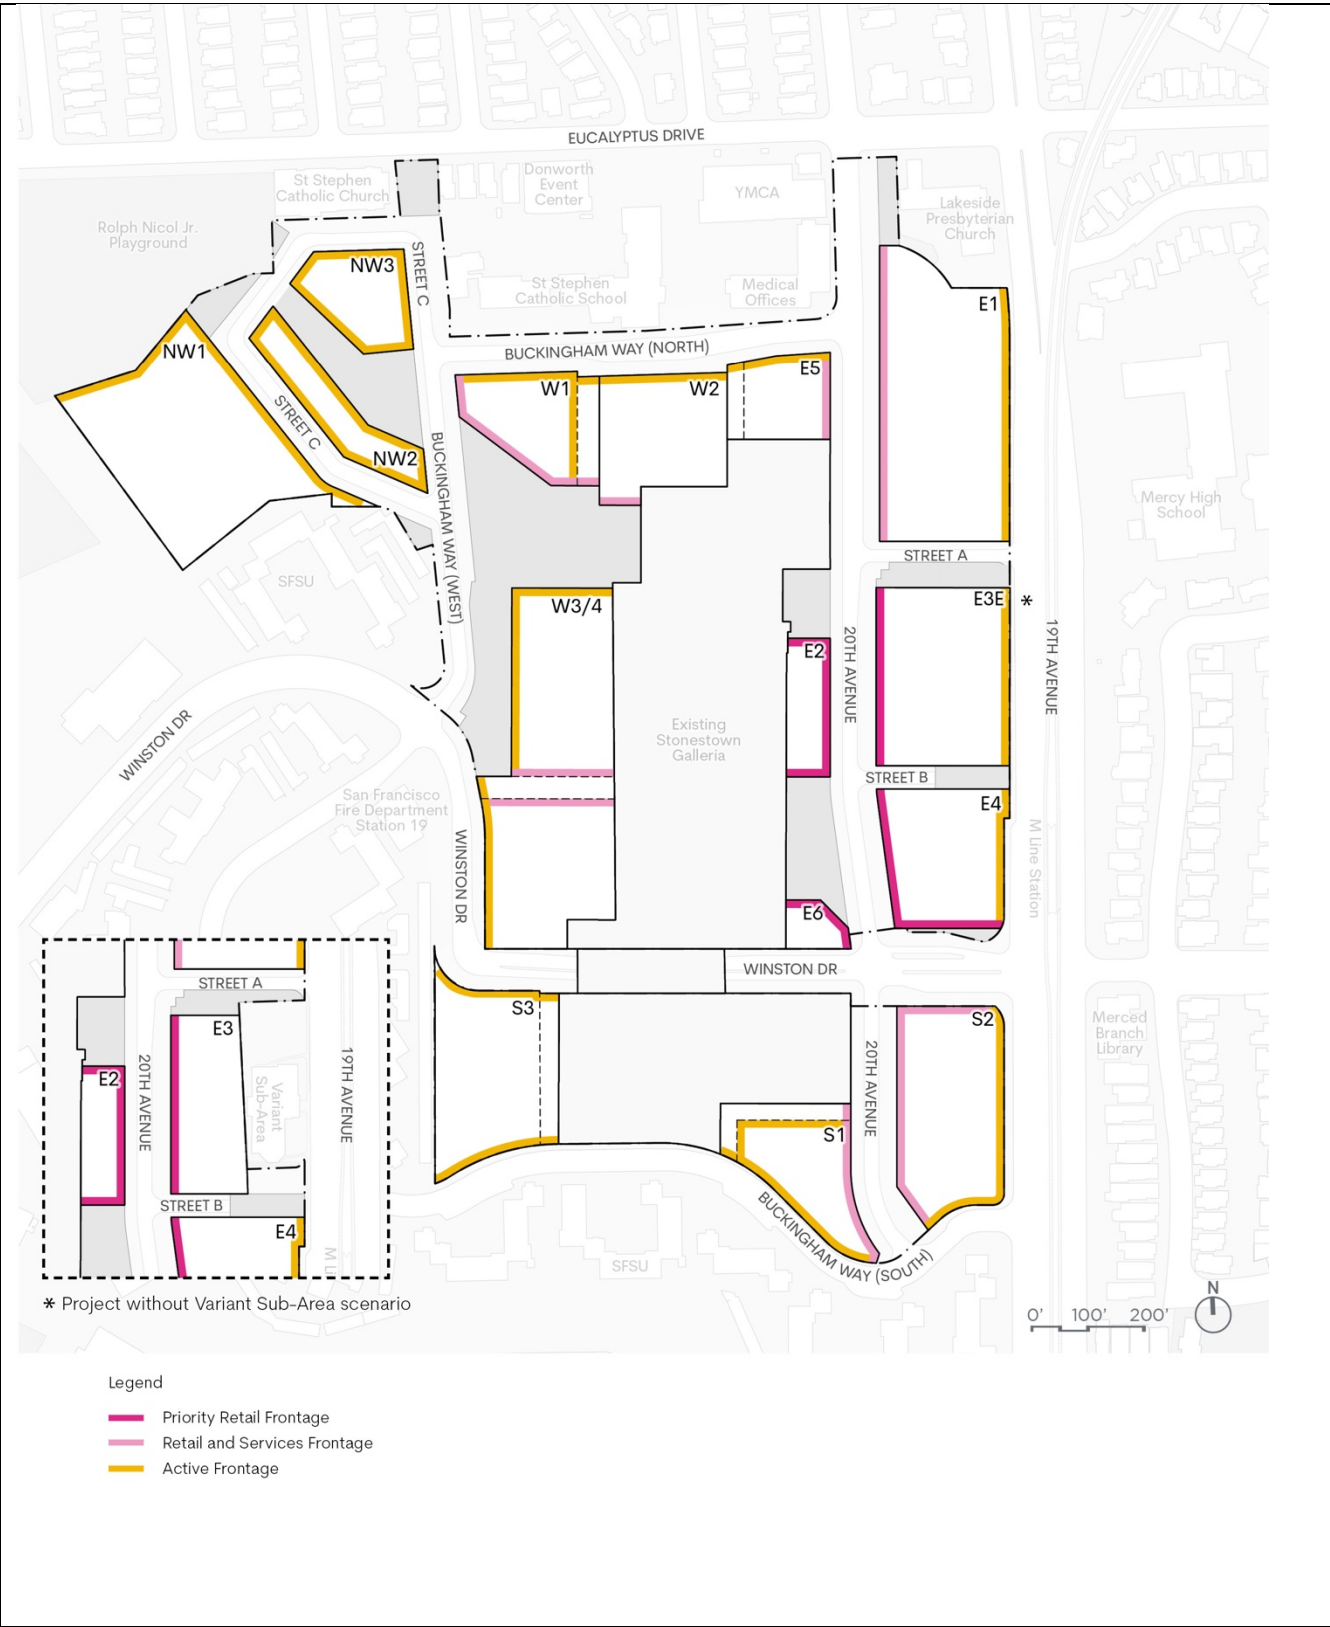 EUCALYPTUS DRIVE
St Stephen
Catholic Church
Donworth
Event
Center
YMCA
Lakeside
Presbyterian
Church
Rolph Nicol Jr.
Playground
STREET C
NW3
St Stephen
Catholic School
Medical
Offices
E1
NW1
BUCKINGHAM WAY (NORTH)
E5
W1
W2
STREET C
NW2
BUCKINGHAM WAY (WEST)
Mercy High
School
STREET A
SFSU
W3/4
E3E
*
E2
20TH AVENUE
19TH AVENUE
Existing
Stonestown
Galleria
WINSTON DR
STREET B
San Francisco
Fire Department
Station 19
E4
WINSTON DR
M Line Station
E6
WINSTON DR
S3
S2
Merced
Branch
Library
20TH AVENUE
S1
BUCKINGHAM WAY (SOUTH)
SFSU
STREET A
E3
E2
20TH AVENUE
Variant
Sub-Area
19TH AVENUE
STREET B
E4
M Li
* Project without Variant Sub-Area scenario
N
0' 100' 200'
Legend
Priority Retail Frontage
Retail and Services Frontage
Active Frontage